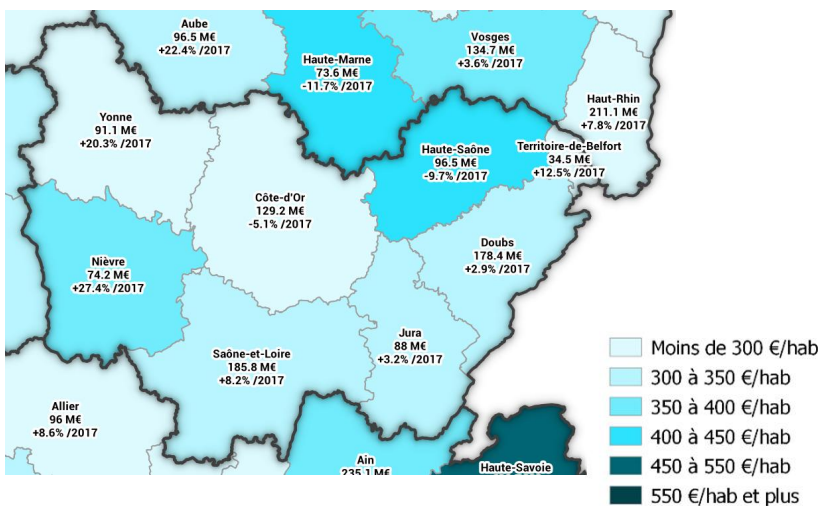 Aube
96.5 M€
+22.4% /2017
Haute-Marne
73.6 M€
-11.7% /2017
Vosges
134.7 M€
+3.6% /2017
Haut-Rhin
211.1 M€
+7.8% /2017
Yonne
91.1 M€
+20.3% /2017
Haute-Saône
96.5 M€
-9.7% /2017
Territoire-de-Belfort
34.5 M€
+12.5% /2017
Côte-d'Or
129.2 M€
-5.1% /2017
Doubs
178.4 M€
+2.9% /2017
Nièvre
74.2 M€
+27.4% /2017
Saône-et-Loire
185.8 M€
+8.2% /2017
Jura
88 M€
+3.2% /2017
Allier
96 M€
+8.6% /2017
Ain
235.1 M€
Haute-Savoie
Moins de 300 €/hab
300 à 350 €/hab
350 à 400 €/hab
400 à 450 €/hab
450 à 550 €/hab
550 €/hab et plus